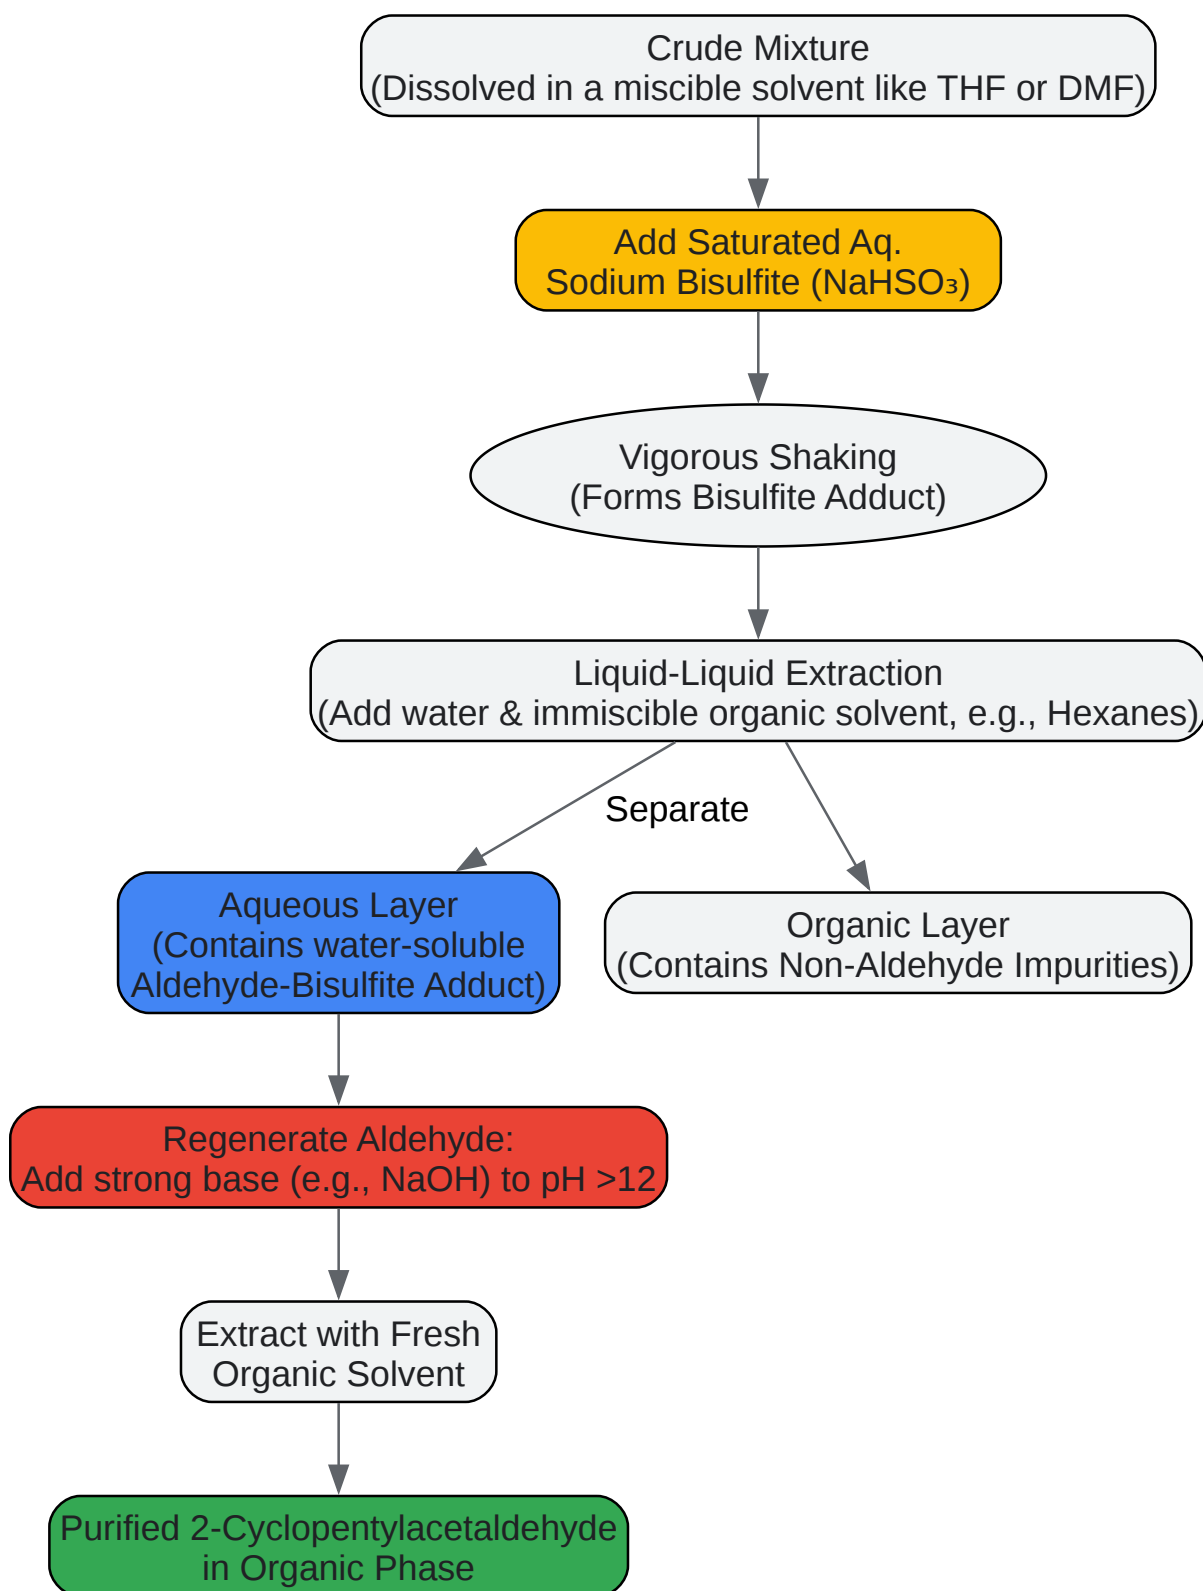 Crude Mixture
(Dissolved in a miscible solvent like THF or DMF)
Add Saturated Aq.
Sodium Bisulfite (NaHSO₃)
Vigorous Shaking
(Forms Bisulfite Adduct)
Liquid-Liquid Extraction
(Add water & immiscible organic solvent, e.g., Hexanes)
Separate
Aqueous Layer
(Contains water-soluble
Aldehyde-Bisulfite Adduct)
Organic Layer
(Contains Non-Aldehyde Impurities)
Regenerate Aldehyde:
Add strong base (e.g., NaOH) to pH >12
Extract with Fresh
Organic Solvent
Purified 2-Cyclopentylacetaldehyde
in Organic Phase